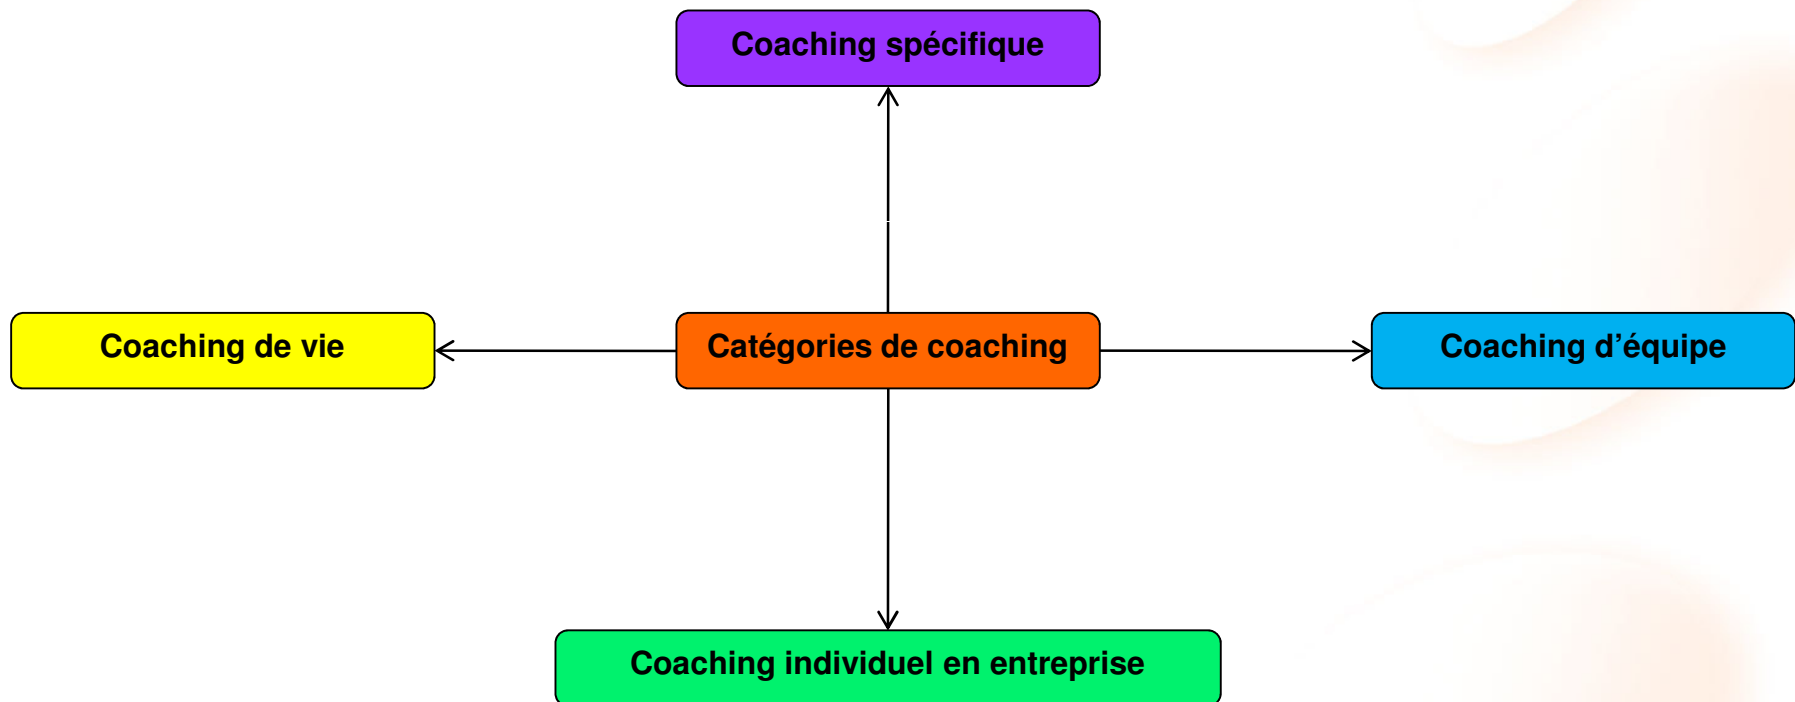 Coaching spécifique
Coaching de vie
Catégories de coaching
Coaching d’équipe
Coaching individuel en entreprise